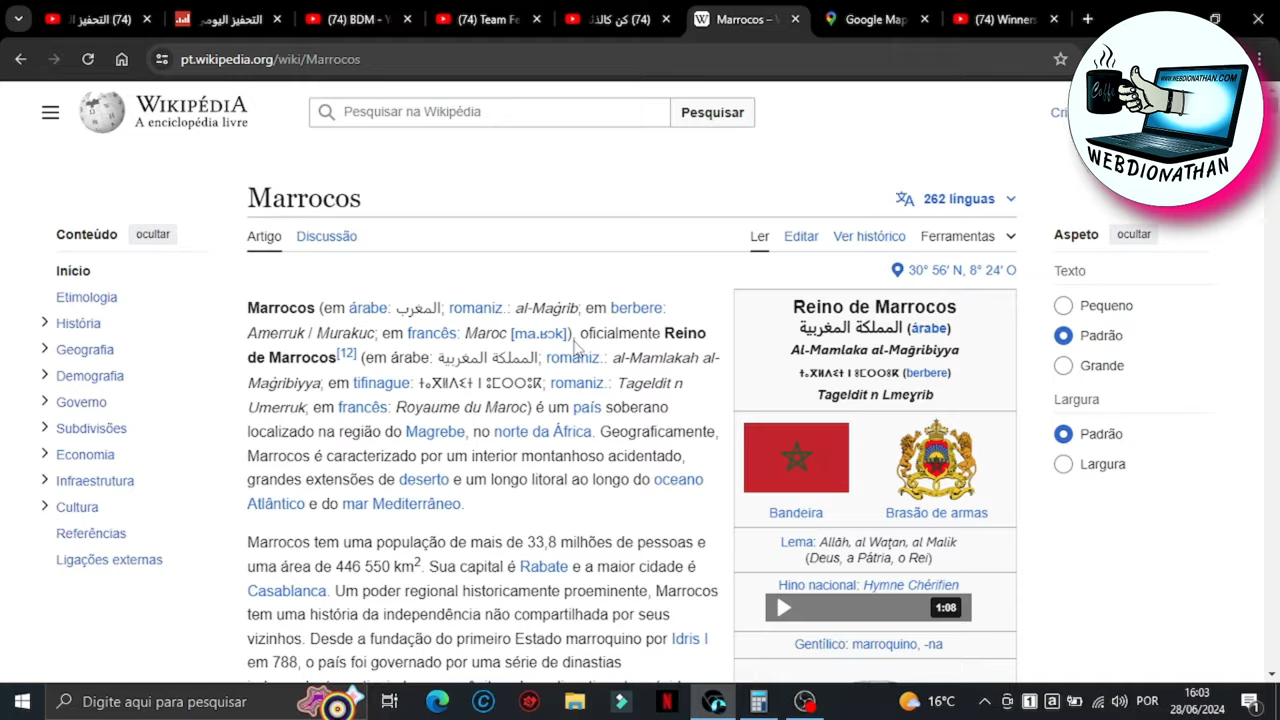 (74) التحفيز ال
التحفيز اليومي
(74) BDM - V
(74) Team Fe
(74) كن كالذئ
Marrocos – V
Google Map
(74) Winners
pt.wikipedia.org/wiki/Marrocos
WWW.WEBDIONATHAN.COM
Coffe
WEBDIONATHAN
WIKIPÉDIA
A enciclopédia livre
Pesquisar na Wikipédia
Pesquisar
Cri
Marrocos
262 línguas
Artigo Discussão
Ler Editar Ver histórico Ferramentas
30° 56′ N, 8° 24′ O
Conteúdo ocultar
Início
Etimologia
História
Geografia
Demografia
Governo
Subdivisões
Economia
Infraestrutura
Cultura
Referências
Ligações externas
Marrocos (em árabe: المغرب; romaniz.: al-Maġrib; em berbere:
Amerruk / Murakuc; em francês: Maroc [ma.ʁɔk]), oficialmente Reino
de Marrocos[12] (em árabe: المملكة المغربية; romaniz.: al-Mamlakah al-
Maġribiyya; em tifinague: ⵜⴰⴳⵍⴷⵉⵜ ⵏ ⵓⵎⵔⵔⵓⴽ; romaniz.: Tageldit n
Umerruk; em francês: Royaume du Maroc) é um país soberano
localizado na região do Magrebe, no norte da África. Geograficamente,
Marrocos é caracterizado por um interior montanhoso acidentado,
grandes extensões de deserto e um longo litoral ao longo do oceano
Atlântico e do mar Mediterrâneo.
Marrocos tem uma população de mais de 33,8 milhões de pessoas e
uma área de 446 550 km2. Sua capital é Rabate e a maior cidade é
Casablanca. Um poder regional historicamente proeminente, Marrocos
tem uma história da independência não compartilhada por seus
vizinhos. Desde a fundação do primeiro Estado marroquino por Idris I
em 788, o país foi governado por uma série de dinastias
Reino de Marrocos
المملكة المغربية (árabe)
Al-Mamlaka al-Maġribiyya
(berbere)
Tageldit n Lmeɣrib
Bandeira
Brasão de armas
Lema: Allāh, al Waţan, al Malik
(Deus, a Pátria, o Rei)
Hino nacional: Hymne Chérifien
1:08
Gentílico: marroquino, -na
Aspeto ocultar
Texto
Pequeno
Padrão
Grande
Largura
Padrão
Largura
Digite aqui para pesquisar
16°C
POR
16:03
28/06/2024